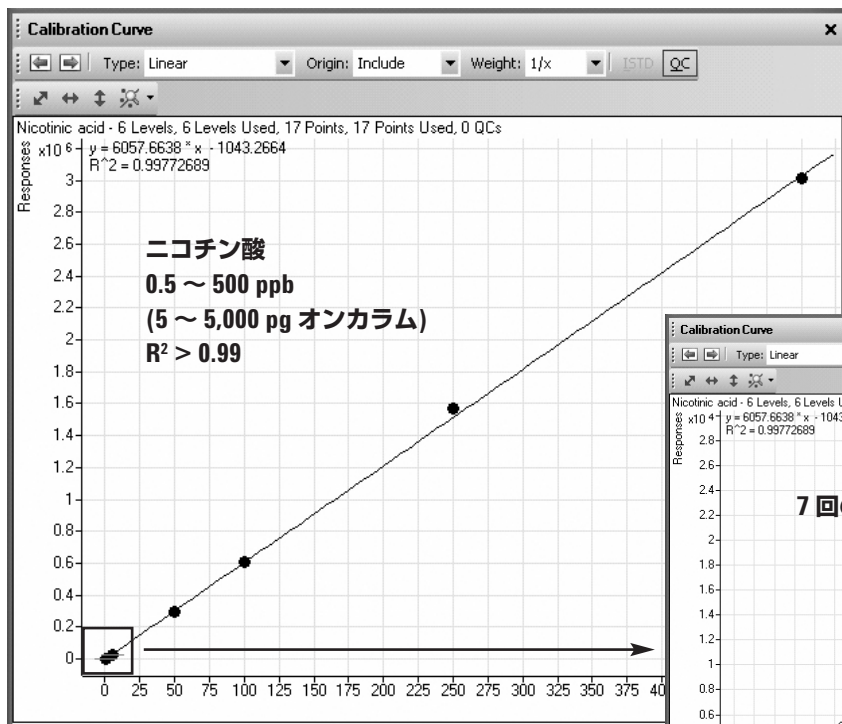 Calibration Curve
Type: Linear Origin: Include Weight: 1/x ISTD QC
Nicotinic acid - 6 Levels, 6 Levels Used, 17 Points, 17 Points Used, 0 QCs
Responses
x10 6
y = 6057.6638 * x - 1043.2664
R^2 = 0.99772689
3
2.8
2.6
2.4
2.2
2
1.8
1.6
1.4
1.2
1
0.8
0.6
0.4
0.2
0
ニコチン酸
0.5 ～ 500 ppb
(5 ～ 5,000 pg オンカラム)
R² > 0.99
0 25 50 75 100 125 150 175 200 225 250 275 300 325 350 375
Calibration Curve
Type: Linear
Nicotinic acid - 6 Levels, 6 Levels
Responses
x10 4
y = 6057.6638 * x - 1043
R^2 = 0.99772689
2.8
2.6
2.4
2.2
2
1.8
1.6
1.4
1.2
1
0.8
0.6
7 回